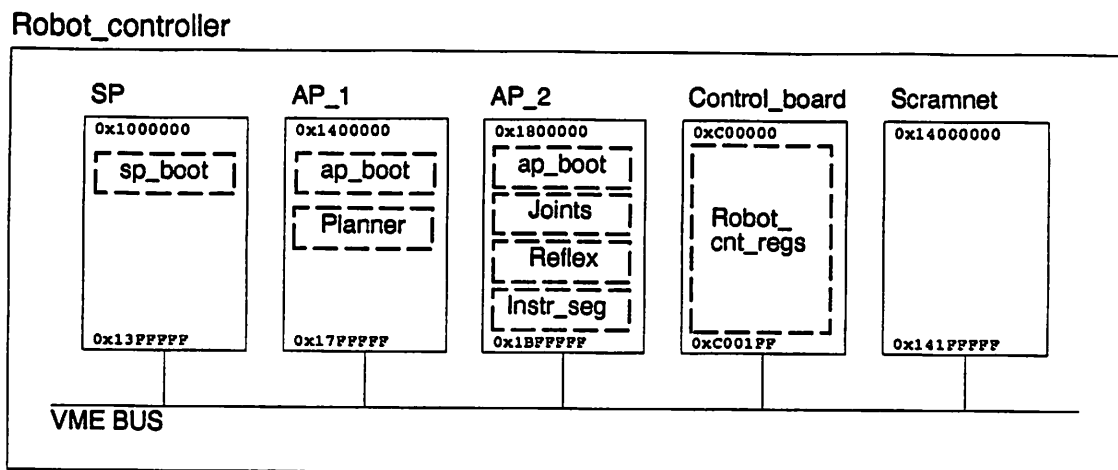 Robot_controller
SP
0x1000000
sp_boot
0x13FFFFF
AP_1
0x1400000
ap_boot
Planner
0x17FFFFF
AP_2
0x1800000
ap_boot
Joints
Reflex
Instr_seg
0x1BFFFFF
Control_board
0xC00000
Robot_
cnt_regs
0xC001FF
Scramnet
0x14000000
0x141FFFFF
VME BUS